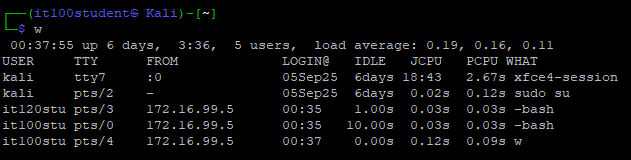 ┌──(it100student㉿ Kali)-[~]
└─$ w
 00:37:55 up 6 days,  3:36,  5 users,  load average: 0.19, 0.16, 0.11
USER     TTY      FROM             LOGIN@   IDLE   JCPU   PCPU WHAT
kali     tty7     :0               05Sep25  6days 18:43   2.67s xfce4-session
kali     pts/2    -                05Sep25  6days  0.02s  0.12s sudo su
it120stu pts/3    172.16.99.5      00:35    1.00s  0.03s  0.03s -bash
it100stu pts/0    172.16.99.5      00:35   10.00s  0.03s  0.03s -bash
it100stu pts/4    172.16.99.5      00:37    0.00s  0.12s  0.09s w